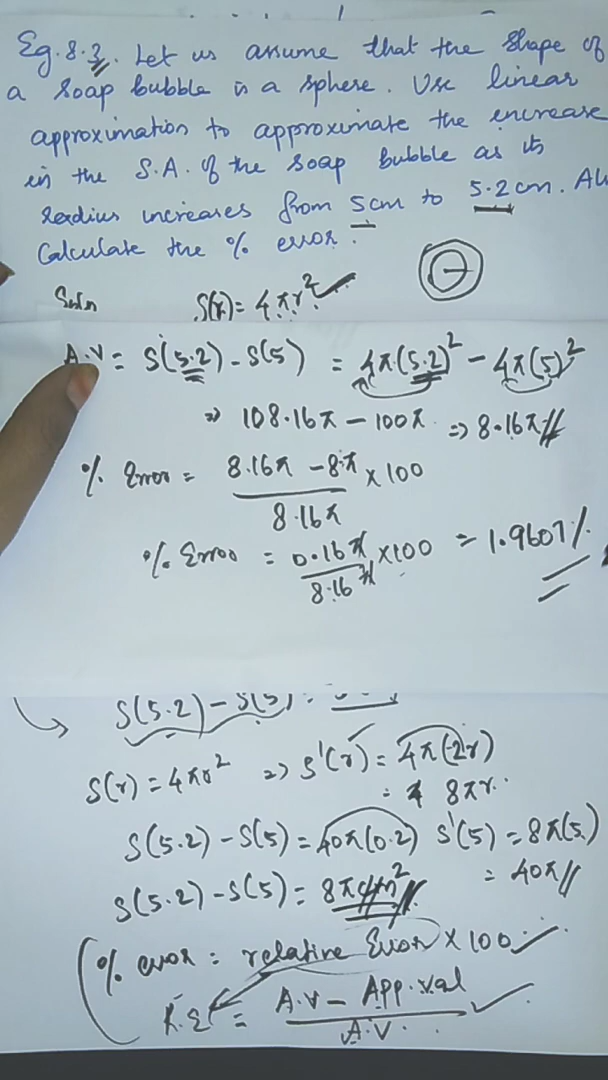 Eg. 8.3. Let us assume that the shape of
a soap bubble is a sphere. Use linear
approximation to approximate the increase
in the S.A. of the soap bubble as its
radius increases from 5cm to 5.2cm. Al
Calculate the % error.
Soln S(r) = 4πr²
A.V = S(5.2) - S(5) = 4π(5.2)² - 4π(5)²
⇒ 108.16π - 100π ⇒ 8.16π //
% Error = 8.16π - 8π / 8.16π × 100
% Error = 0.16π / 8.16π × 100 = 1.9607 %
S(5.2) - S(5) =
S(r) = 4πr² ⇒ S'(r) = 4π(2r)
= 8πr.
S(5.2) - S(5) = 40π(0.2) S'(5) = 8π(5)
S(5.2) - S(5) = 8π cm² // = 40π //
% error = relative Error × 100
R.E = A.V - App.val / A.V.